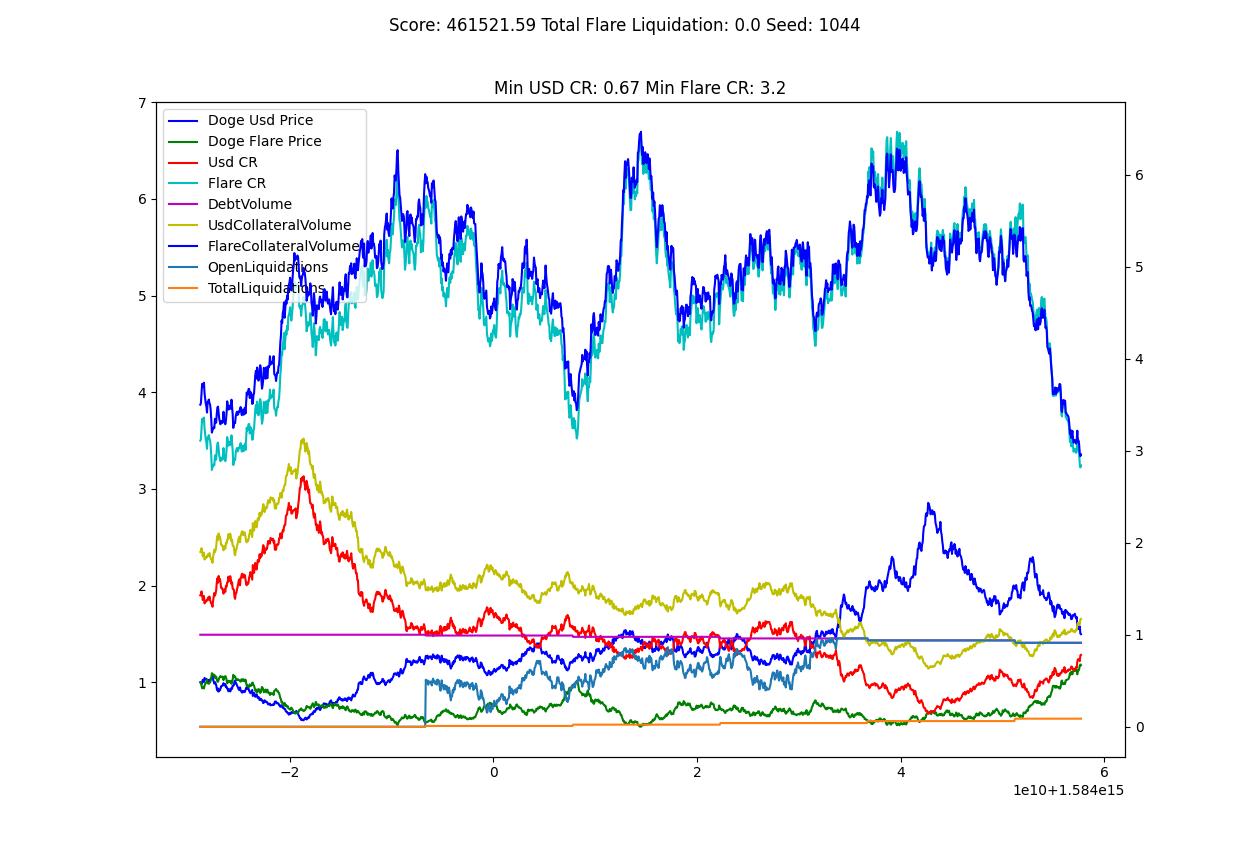 Score: 461521.59 Total Flare Liquidation: 0.0 Seed: 1044
Min USD CR: 0.67 Min Flare CR: 3.2
Doge Usd Price
Doge Flare Price
Usd CR
Flare CR
DebtVolume
UsdCollateralVolume
FlareCollateralVolume
OpenLiquidations
TotalLiquidations
7
6
5
4
3
2
1
6
5
4
3
2
1
0
−2
0
2
4
6
1e10+1.584e15